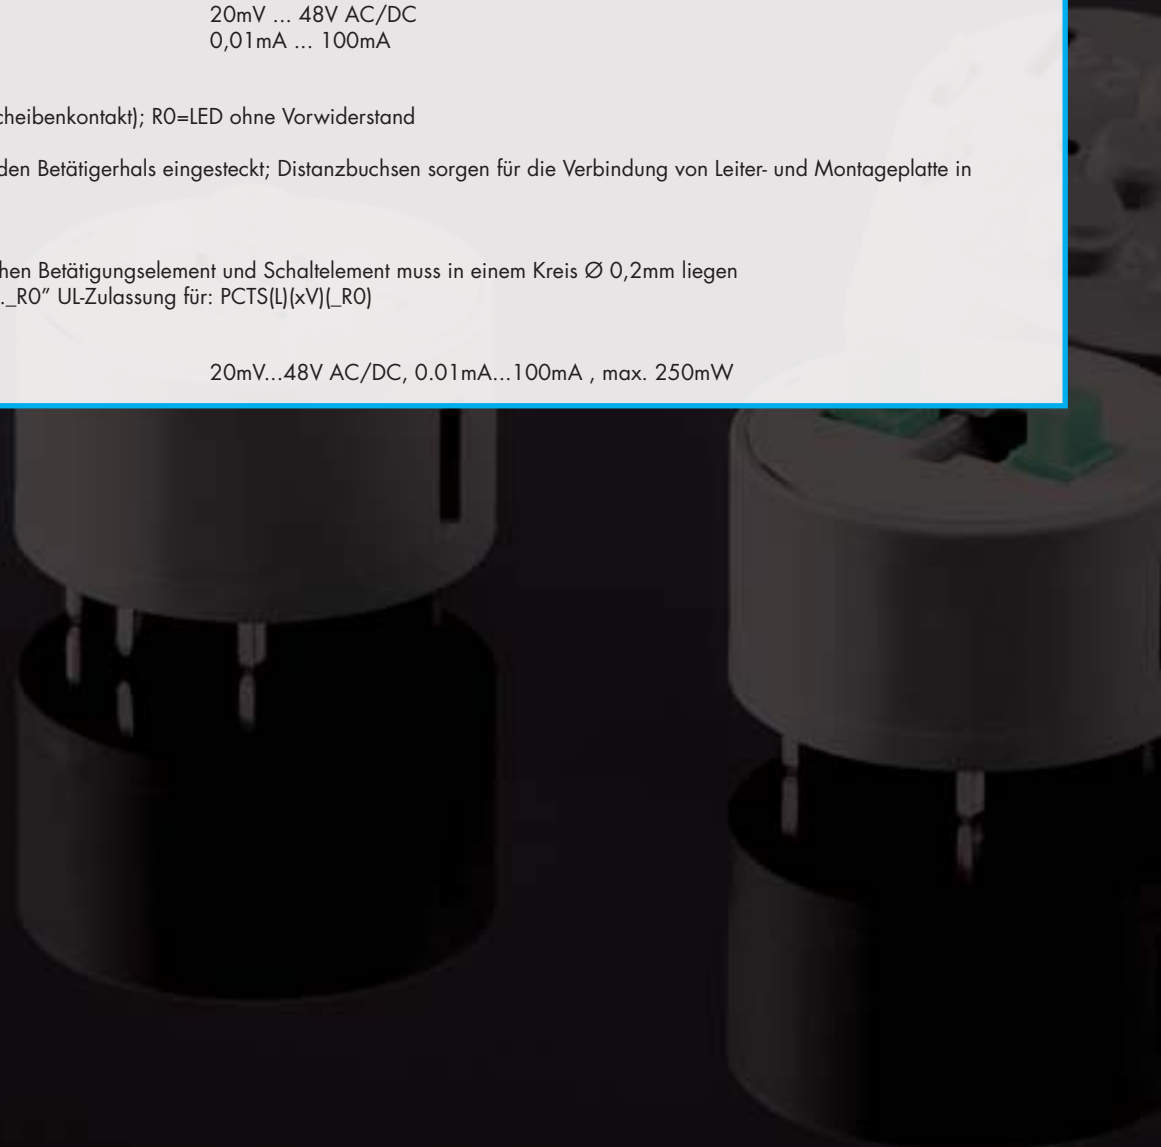 20mV ... 48V AC/DC
0,01mA ... 100mA
cheibenkontakt); R0=LED ohne Vorwiderstand
den Betätigerhals eingesteckt; Distanzbuchsen sorgen für die Verbindung von Leiter- und Montageplatte in
hen Betätigungselement und Schaltelement muss in einem Kreis Ø 0,2mm liegen
._R0” UL-Zulassung für: PCTS(L)(xV)(_R0)
20mV...48V AC/DC, 0.01mA...100mA , max. 250mW